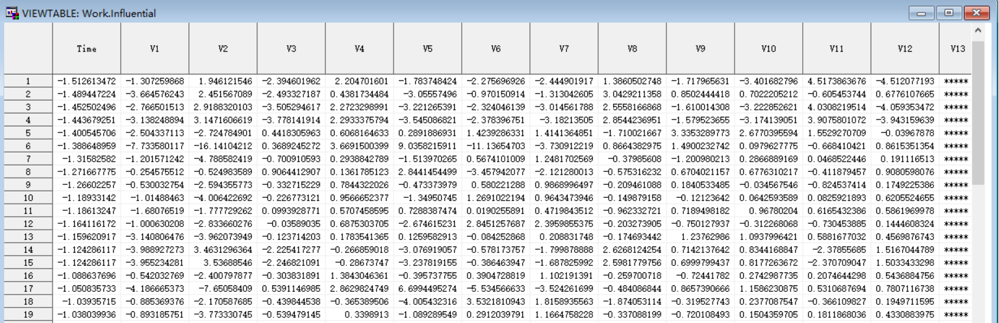 VIEWTABLE: Work.Influential
Time V1 V2 V3 V4 V5 V6 V7 V8 V9 V10 V11 V12 V13
1 -1.512613472 -1.307259868 1.946121546 -2.394601962 2.204701601 -1.783748424 -2.275696926 -2.444901917 1.3860502748 -1.717965631 -3.401682796 4.5173863676 -4.512077193 *****
2 -1.489447224 -3.664576243 2.451567089 -2.493327187 0.4381734484 -3.05557496 -0.970150914 -1.313042605 3.0429211358 0.8502444418 0.7022205212 -0.605453744 0.6776107665 *****
3 -1.452502496 -2.766501513 2.9188320103 -3.505294617 2.2723298991 -3.221265391 -2.324046139 -3.014561788 2.5558166868 -1.610014308 -3.222852621 4.0308219514 -4.059353472 *****
4 -1.443679251 -3.138248894 3.1471606619 -3.778141914 2.2933375794 -3.545086821 -2.378396751 -3.18213505 2.8544236951 -1.579523655 -3.174139051 3.9075801072 -3.943159639 *****
5 -1.400545706 -2.504337113 -2.724784901 0.4418305963 0.6068164633 0.2891886931 1.4239286331 1.4141364851 -1.710021667 3.3353289773 2.6770395594 1.5529270709 -0.03967878 *****
6 -1.388648959 -7.733580117 -16.14104212 0.3689245272 3.6691500399 9.0358215911 -11.13654703 -3.730912219 0.8664382975 1.4900232742 0.0979627775 -0.668410421 0.8615351354 *****
7 -1.31582582 -1.201571242 -4.788582419 -0.700910593 0.2938842789 -1.513970265 0.5674101009 1.2481702569 -0.37985608 -1.200980213 0.2866889169 0.0468522446 0.191116513 *****
8 -1.271667775 -0.254575512 -0.524983589 0.9064412907 0.1361785123 2.8441454499 -3.457942077 -2.121280013 -0.575316232 0.6704021157 0.6776310217 -0.411879457 0.9080598076 *****
9 -1.26602257 -0.530032754 -2.594355773 -0.332715229 0.7844322026 -0.473373979 0.580221288 0.9868996497 -0.209461088 0.1840533485 -0.034567546 -0.824537414 0.1749225386 *****
10 -1.18933142 -1.01488463 -4.006422692 -0.226773121 0.9566652377 -1.34950745 1.2691022194 0.9643473946 -0.149879158 -0.12123642 0.0642593589 0.0825921893 0.6205524655 *****
11 -1.18613247 -1.68076519 -1.777729262 0.0993928771 0.5707458595 0.7288387474 0.0190255891 0.4719843512 -0.962332721 0.7189498182 0.96780204 0.6165432386 0.5861969978 *****
12 -1.164116172 -1.000630208 -2.833660276 -0.03589035 0.6875303705 -2.674615231 2.8451257687 2.3959855375 -0.203273905 -0.750127937 -0.312268068 -0.730453885 0.1444608324 *****
13 -1.159620917 -3.140806476 -3.962073949 -0.123714203 0.1783541365 0.1259582913 -0.084252868 0.208831748 -0.174693442 1.23762986 1.0937996421 0.5881677032 0.4569876743 *****
14 -1.124286117 -3.988927273 3.4631296364 -2.225417277 -0.266859018 -3.076919057 -0.578173757 -1.799878888 2.6268124254 0.7142137642 0.8344168847 -2.37855685 1.5167044789 *****
15 -1.124286117 -3.955234281 3.53688546 -2.246821091 -0.28673747 -3.237819155 -0.386463947 -1.687825992 2.5981779756 0.6999799437 0.8177263672 -2.370709047 1.5033433298 *****
16 -1.088637696 -0.542032769 -2.400797877 -0.303831891 1.3843046361 -0.395737755 0.3904728819 1.102191391 -0.259700718 -0.72441782 0.2742987735 0.2074644298 0.5436884756 *****
17 -1.050835733 -4.186665373 -7.65058409 0.5391146985 2.8629824749 6.6994495274 -5.534566633 -3.524261699 -0.484086844 0.8657390666 1.1586230875 0.5310687694 0.7807116738 *****
18 -1.03935715 -0.885369376 -2.170587685 -0.439844538 -0.365389506 -4.005432316 3.5321810943 1.8158935563 -1.874053114 -0.319527743 0.2377087547 -0.366109827 0.1949711595 *****
19 -1.038039936 -0.893185751 -3.773330745 -0.539479145 0.3398913 -1.089289549 0.2912039791 1.1664758228 -0.337088199 -0.720108493 0.1504359705 0.1811868036 0.4330883975 *****